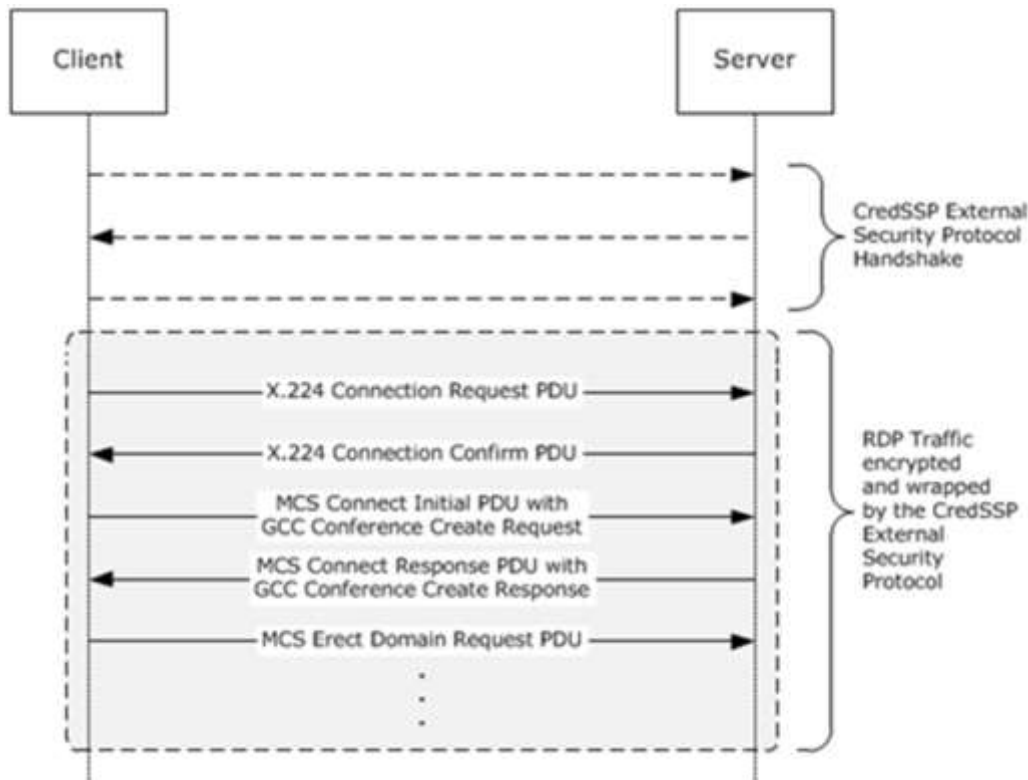 Client
Server
CredSSP External
Security Protocol
Handshake
X.224 Connection Request PDU
X.224 Connection Confirm PDU
MCS Connect Initial PDU with
GCC Conference Create Request
MCS Connect Response PDU with
GCC Conference Create Response
MCS Erect Domain Request PDU
RDP Traffic
encrypted
and wrapped
by the CredSSP
External
Security
Protocol